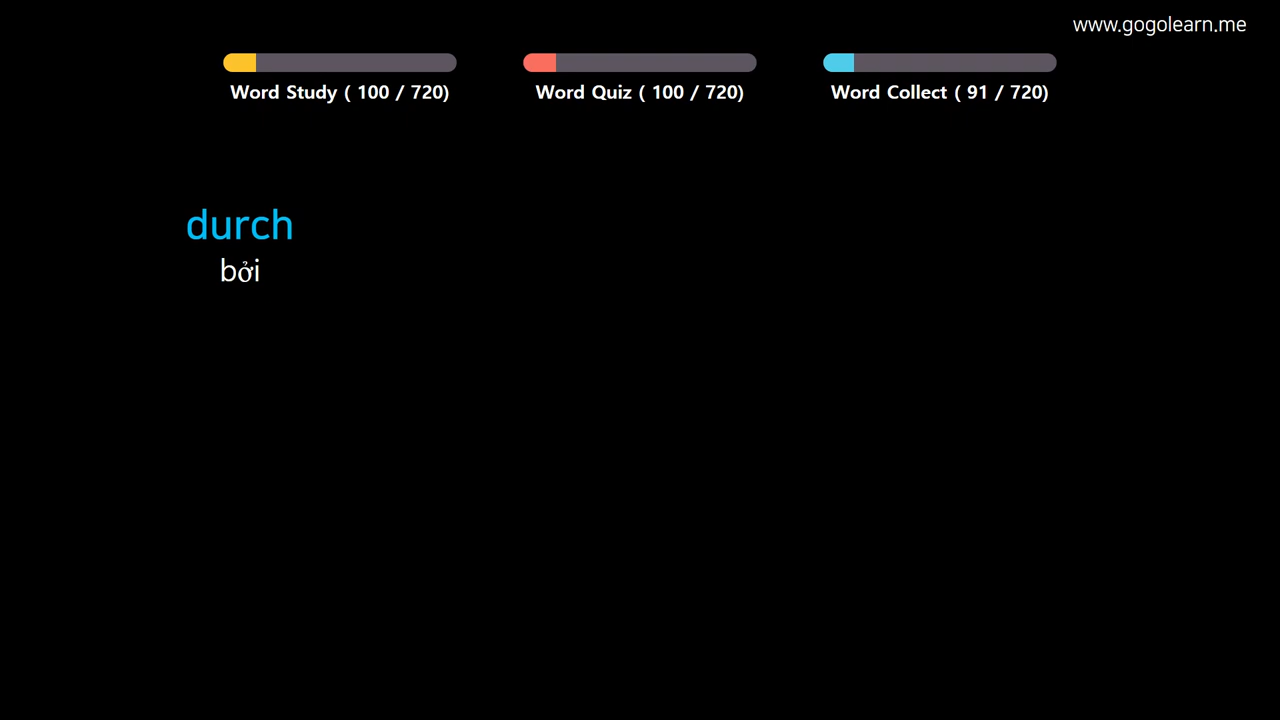 www.gogolearn.me
Word Study ( 100 / 720)
Word Quiz ( 100 / 720)
Word Collect ( 91 / 720)
durch
bởi